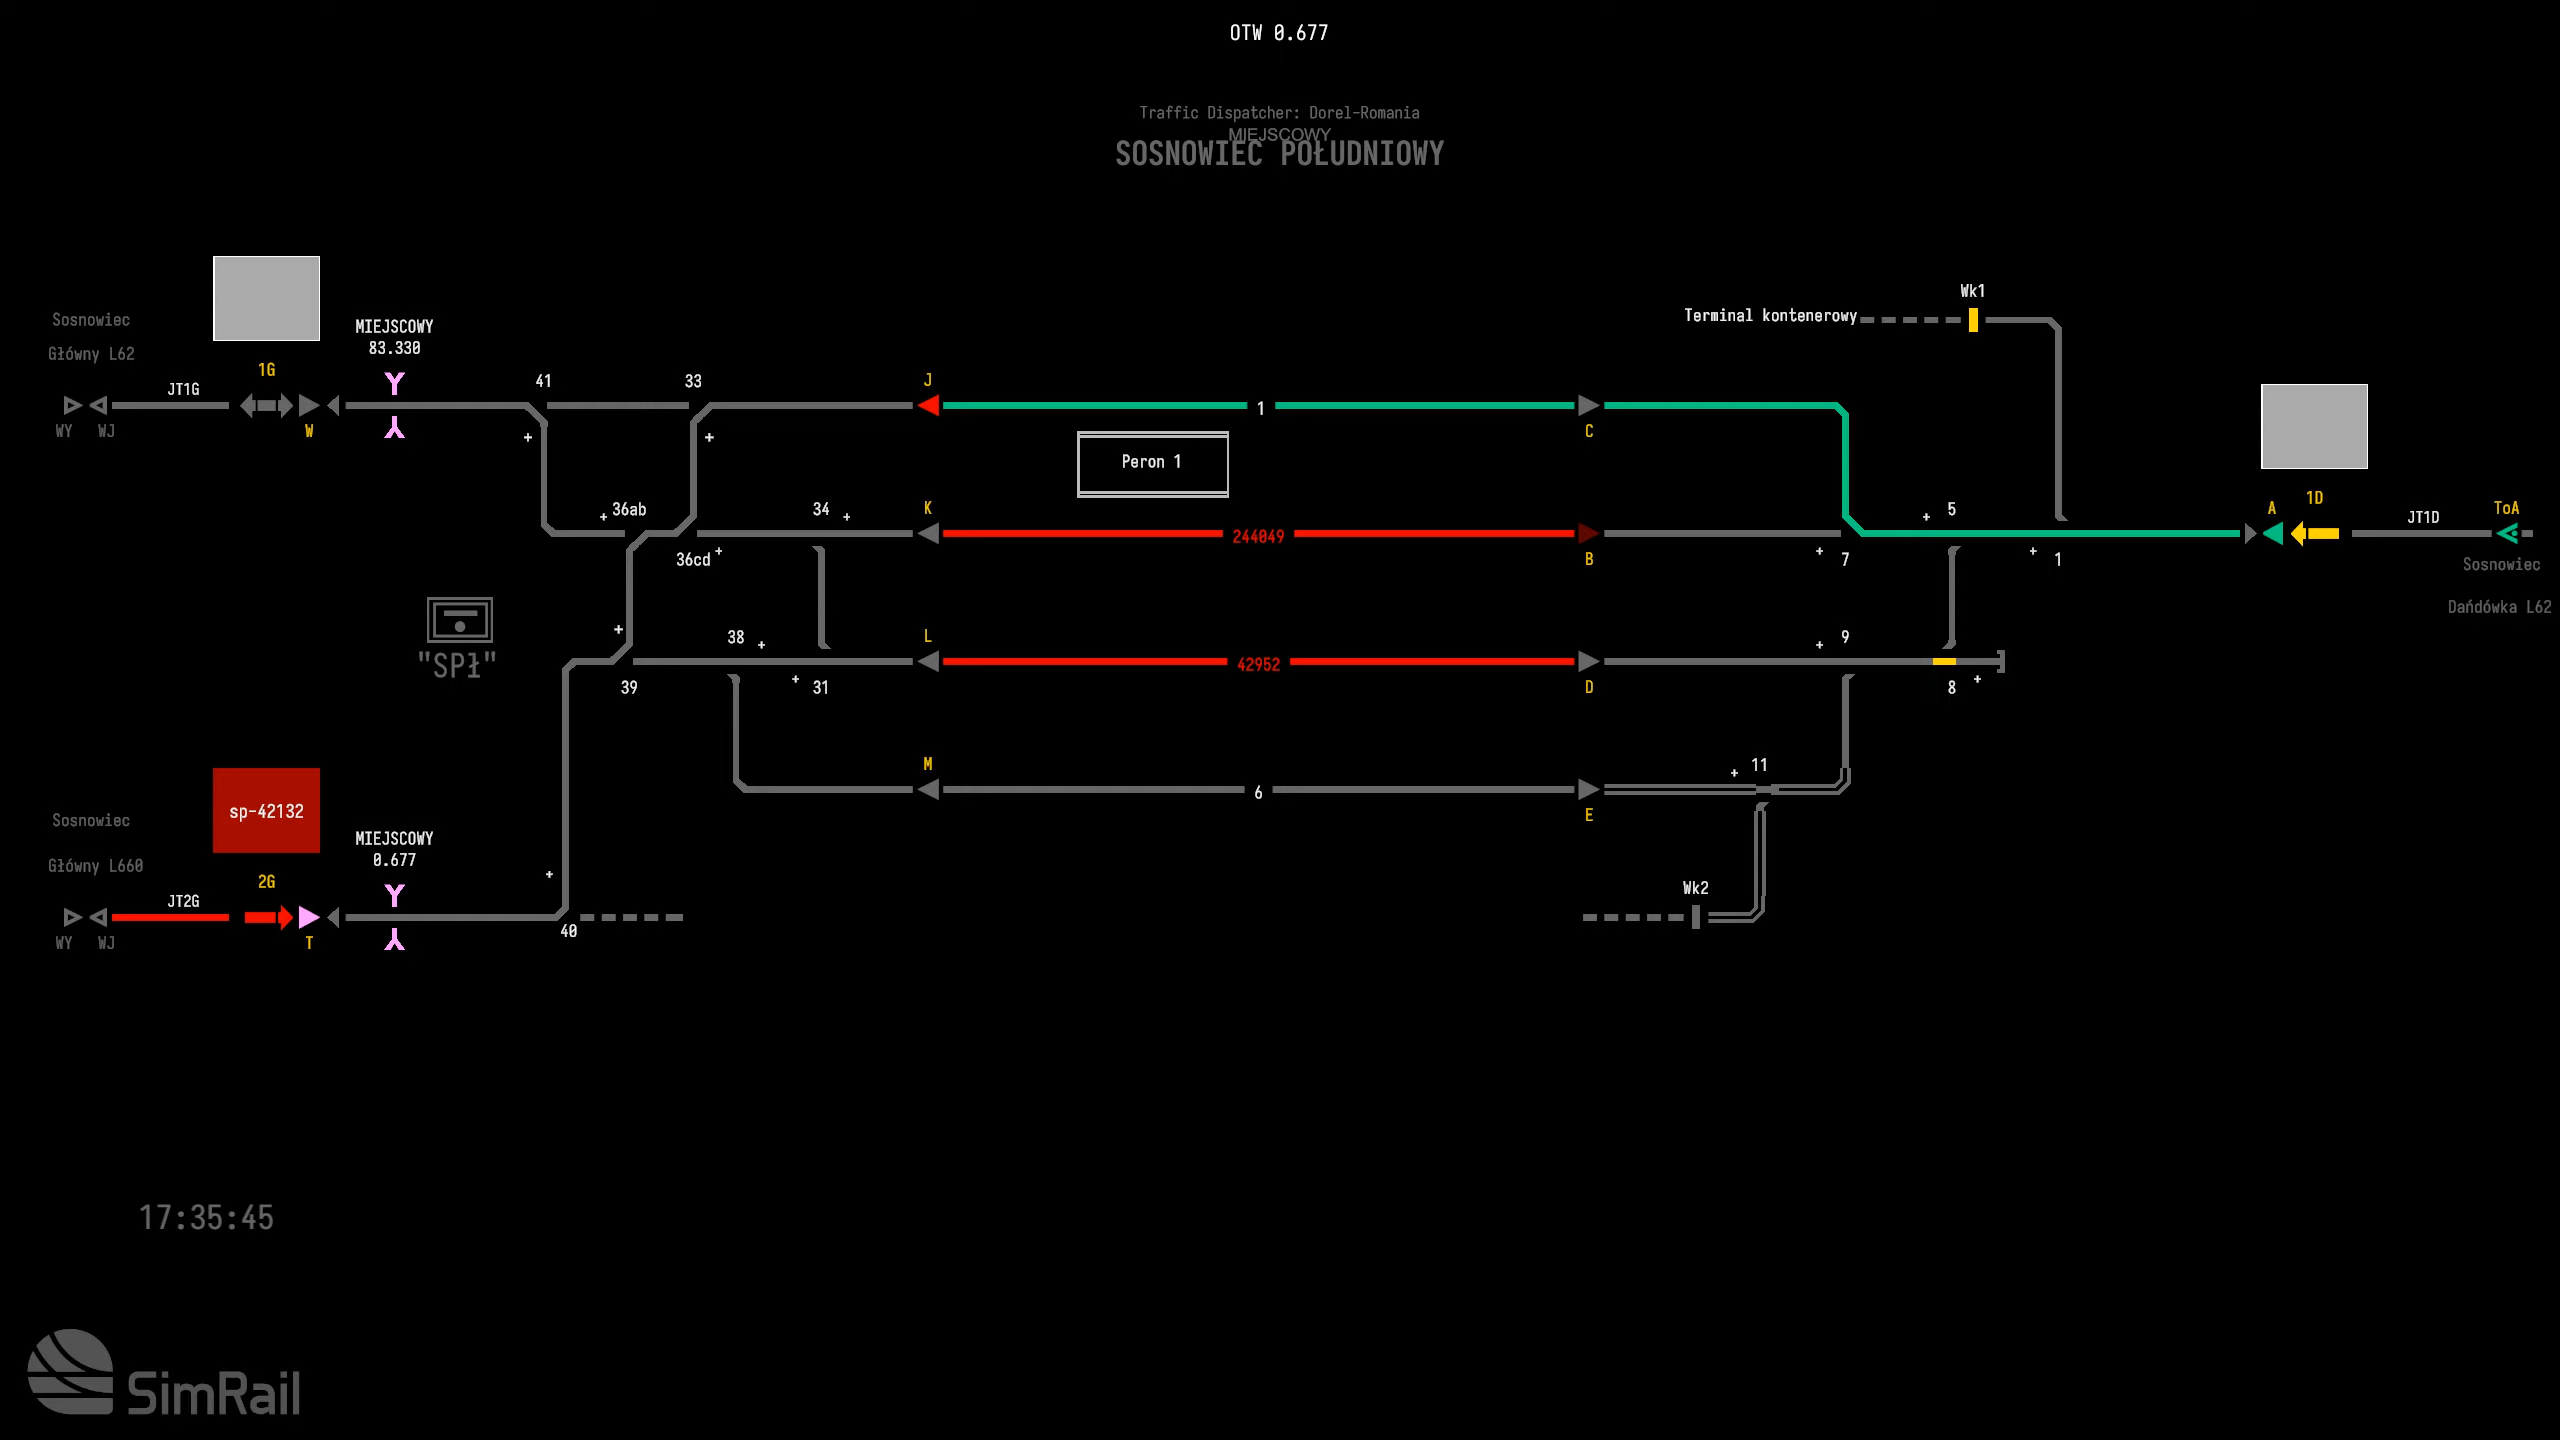 OTW 0.677
Traffic Dispatcher: Dorel-Romania
MIEJSCOWY
SOSNOWIEC POŁUDNIOWY
Wk1
Terminal kontenerowy
Sosnowiec
Główny L62
MIEJSCOWY
83.330
1G
JT1G
WY WJ
W
41
33
J
1
C
Peron 1
+
+
36ab
+
34
+
K
244049
B
36cd
+
5
+
+
7
+
1
A
1D
JT1D
ToA
Sosnowiec
Dańdówka L62
"SPł"
+
38
+
L
42952
D
39
+
31
9
+
8
+
M
6
E
11
+
sp-42132
Sosnowiec
Główny L660
MIEJSCOWY
0.677
2G
JT2G
WY WJ
T
+
40
Wk2
17:35:45
SimRail